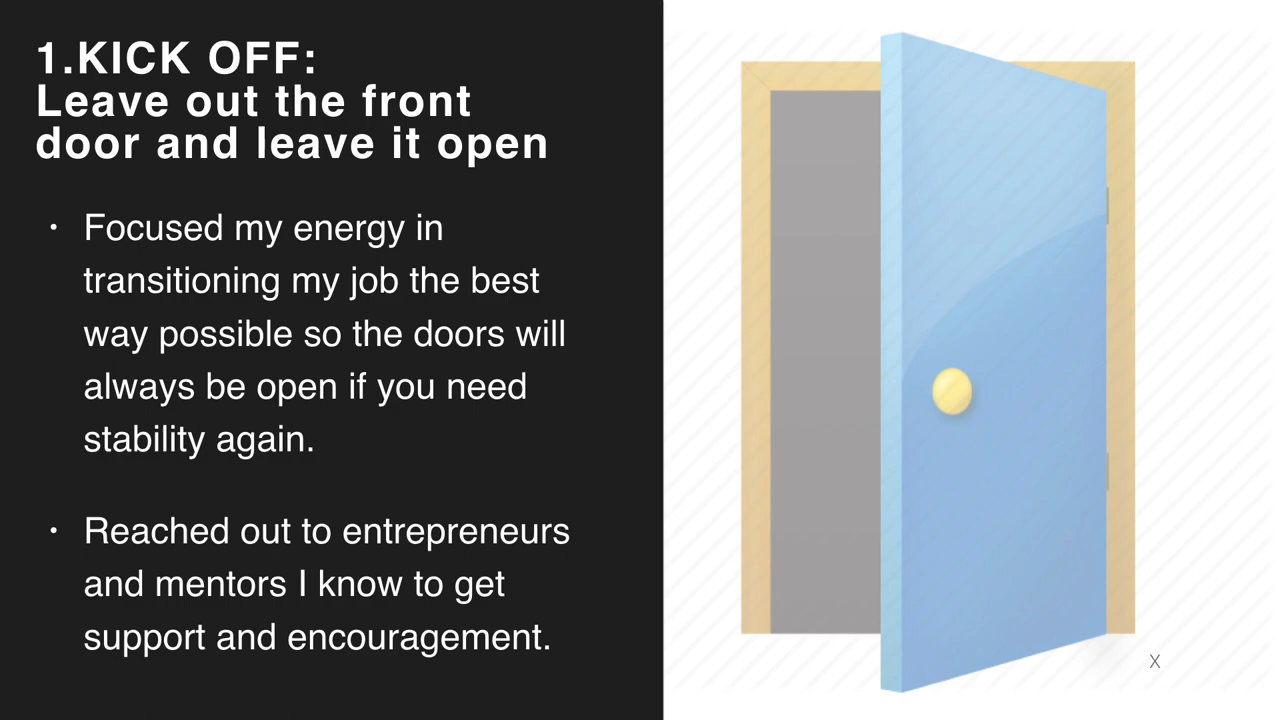 1.KICK OFF:
Leave out the front
door and leave it open
• Focused my energy in
transitioning my job the best
way possible so the doors will
always be open if you need
stability again.
• Reached out to entrepreneurs
and mentors I know to get
support and encouragement.
X